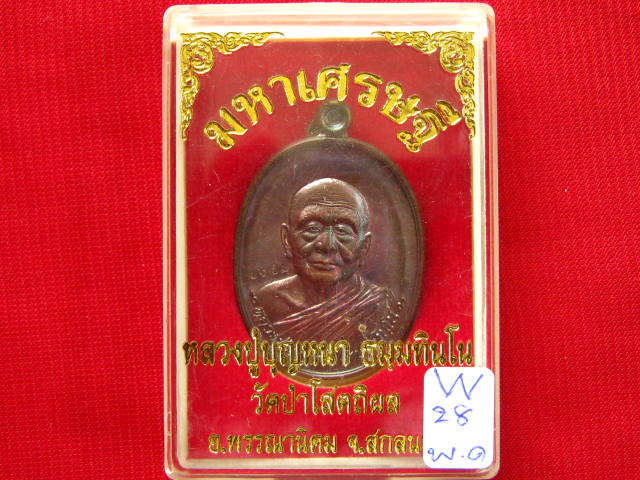 มหาเศรษฐี
หลวงปู่บุญหนา ธมฺมทินโน
วัดป่าโสตถิผล
อ.พรรณานิคม จ.สกลน
W
28
พ.๑